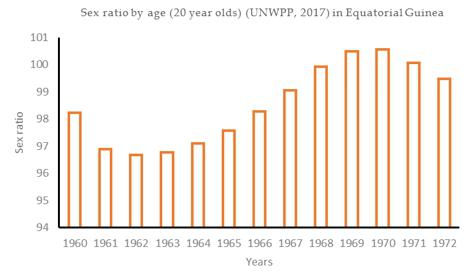 Sex ratio by age (20 year olds) (UNWPP, 2017) in Equatorial Guinea
101
100
99
98
97
96
95
94
Sex ratio
1960 1961 1962 1963 1964 1965 1966 1967 1968 1969 1970 1971 1972
Years